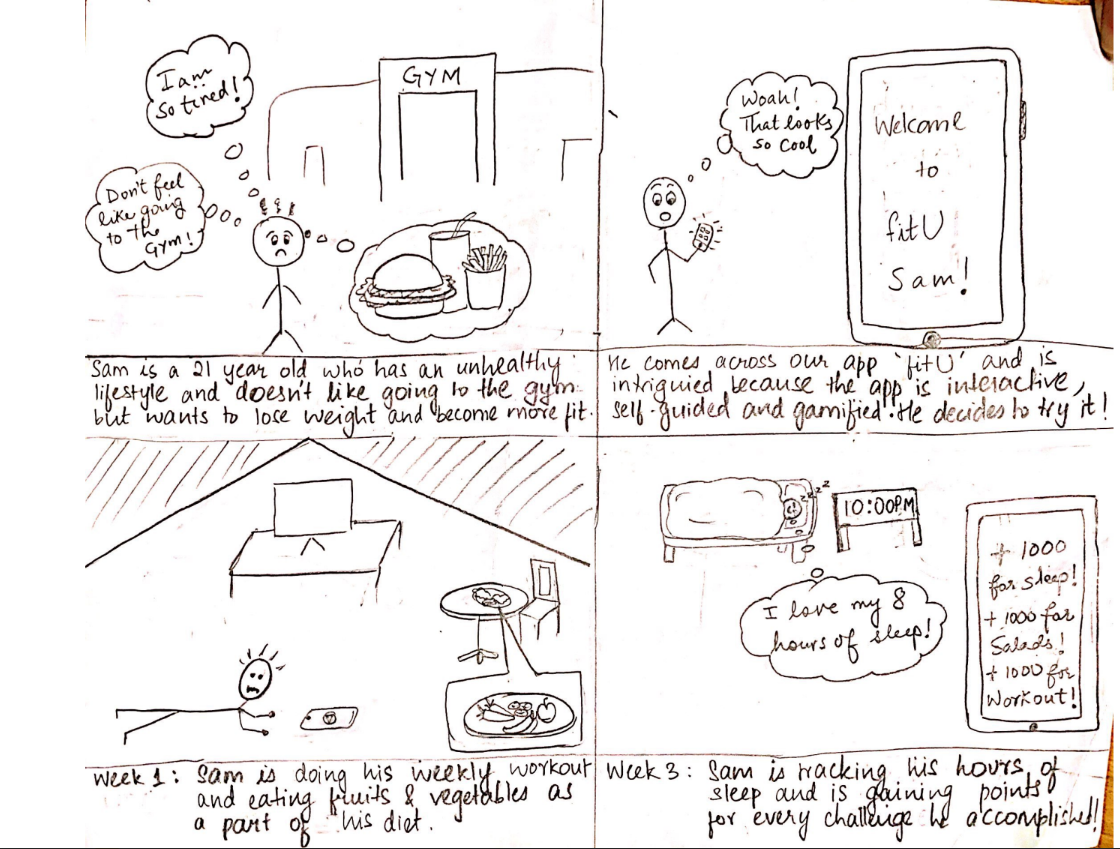 I am
so tired!
GYM
Don't feel
like going
to the
Gym!
Sam is a 21 year old who has an unhealthy
lifestyle and doesn't like going to the gym
but wants to lose weight and become more fit.
Woah!
That looks
so cool
Welcome
to
fitU
Sam!
He comes across our app 'fitU' and is
intriguied because the app is interactive,
self-guided and gamified. He decides to try it!
Week 1: Sam is doing his weekly workout
and eating fruits & vegetables as
a part of his diet.
zzzz
10:00PM
I love my 8
hours of sleep!
+ 1000
for sleep!
+ 1000 for
Salads!
+ 1000 for
Workout!
Week 3: Sam is tracking his hours of
sleep and is gaining points
for every challenge he accomplished!